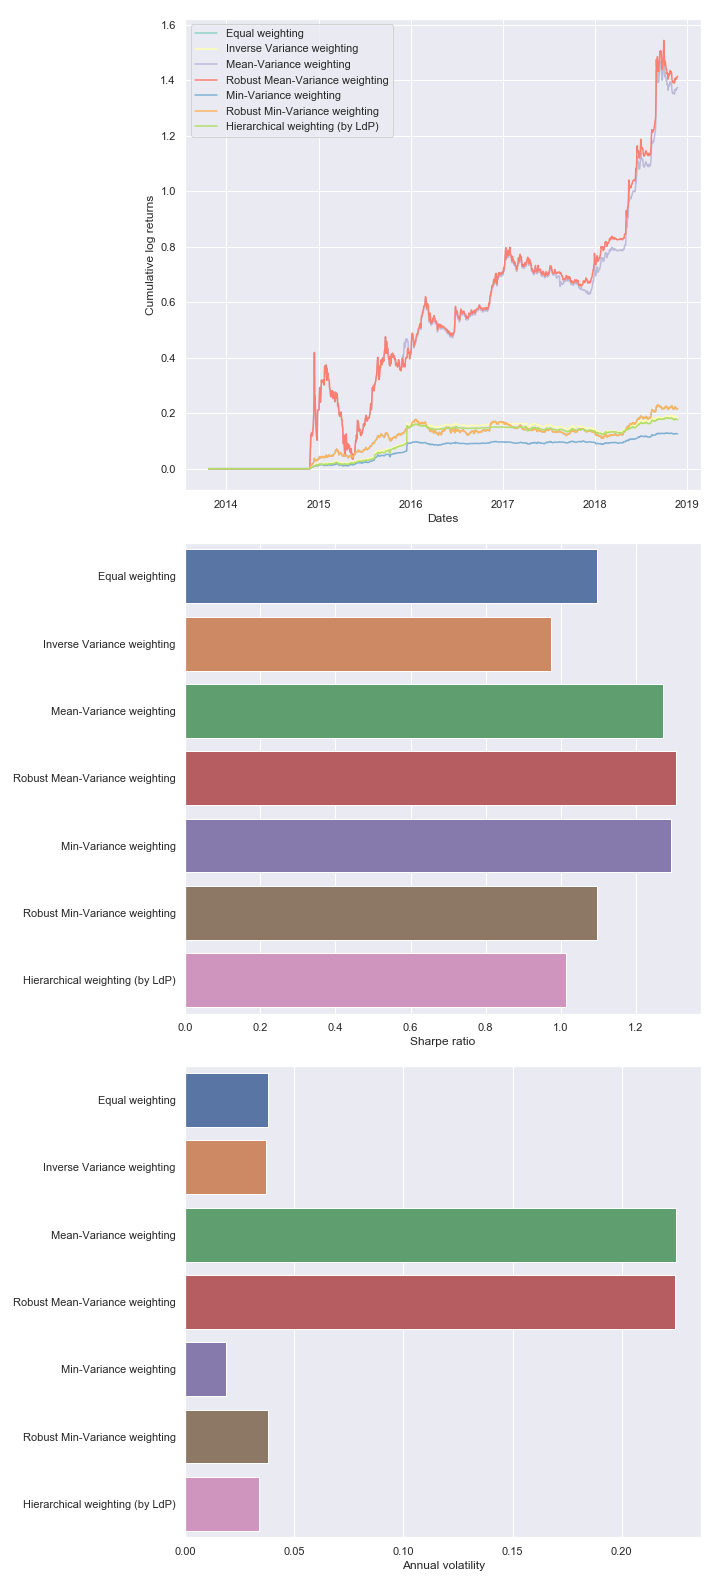 1.6
1.4
1.2
1.0
0.8
0.6
0.4
0.2
0.0
Cumulative log returns
Equal weighting
Inverse Variance weighting
Mean-Variance weighting
Robust Mean-Variance weighting
Min-Variance weighting
Robust Min-Variance weighting
Hierarchical weighting (by LdP)
2014 2015 2016 2017 2018 2019
Dates
Equal weighting
Inverse Variance weighting
Mean-Variance weighting
Robust Mean-Variance weighting
Min-Variance weighting
Robust Min-Variance weighting
Hierarchical weighting (by LdP)
0.0 0.2 0.4 0.6 0.8 1.0 1.2
Sharpe ratio
Equal weighting
Inverse Variance weighting
Mean-Variance weighting
Robust Mean-Variance weighting
Min-Variance weighting
Robust Min-Variance weighting
Hierarchical weighting (by LdP)
0.00 0.05 0.10 0.15 0.20
Annual volatility